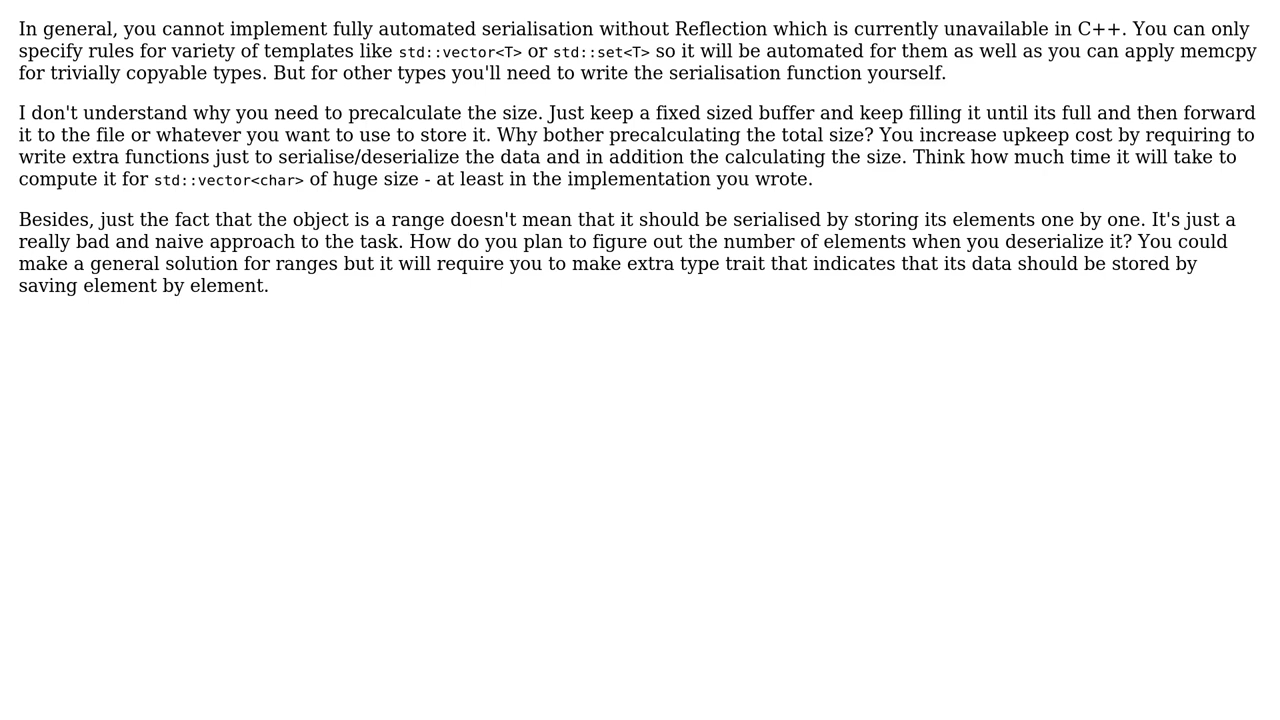 In general, you cannot implement fully automated serialisation without Reflection which is currently unavailable in C++. You can only
specify rules for variety of templates like std::vector<T> or std::set<T> so it will be automated for them as well as you can apply memcpy
for trivially copyable types. But for other types you'll need to write the serialisation function yourself.
I don't understand why you need to precalculate the size. Just keep a fixed sized buffer and keep filling it until its full and then forward
it to the file or whatever you want to use to store it. Why bother precalculating the total size? You increase upkeep cost by requiring to
write extra functions just to serialise/deserialize the data and in addition the calculating the size. Think how much time it will take to
compute it for std::vector<char> of huge size - at least in the implementation you wrote.
Besides, just the fact that the object is a range doesn't mean that it should be serialised by storing its elements one by one. It's just a
really bad and naive approach to the task. How do you plan to figure out the number of elements when you deserialize it? You could
make a general solution for ranges but it will require you to make extra type trait that indicates that its data should be stored by
saving element by element.